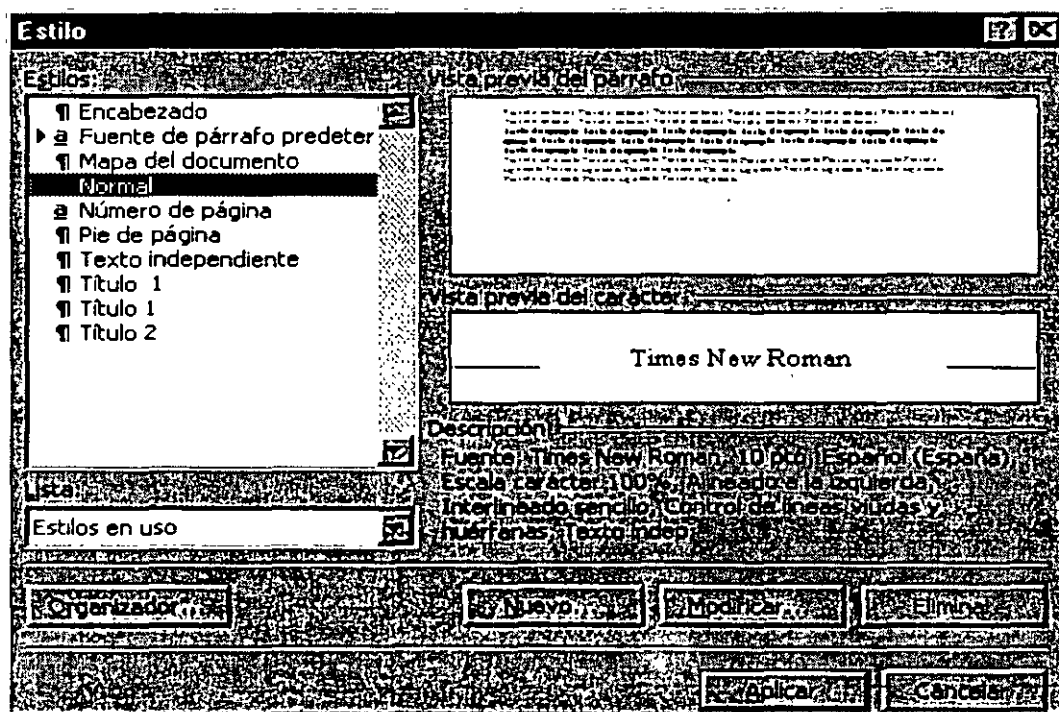 Estilo
Estilos:
¶ Encabezado
a Fuente de párrafo predeter
¶ Mapa del documento
Normal
a Número de página
¶ Pie de página
¶ Texto independiente
¶ Título 1
¶ Título 1
¶ Título 2
Lista:
Estilos en uso
Vista previa del párrafo
Vista previa del carácter
Times New Roman
Descripción
Fuente: Times New Roman, 10 pto, Español (España),
Escala carácter 100%, Alineado a la izquierda,
Interlineado sencillo, Control de líneas viudas y
huérfanas, Texto indep.
Organizador...
Nuevo...
Modificar...
Eliminar
Aplicar
Cancelar